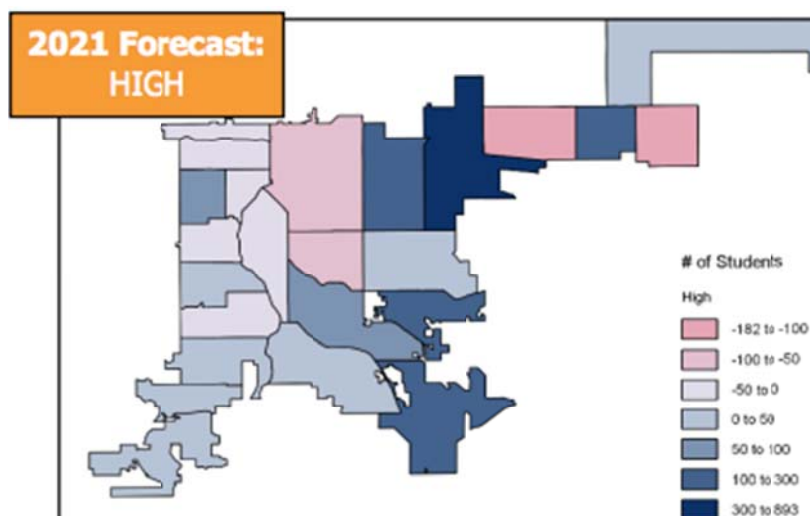 2021 Forecast:
HIGH
# of Students
High
-182 to -100
-100 to -50
-50 to 0
0 to 50
50 to 100
100 to 300
300 to 893